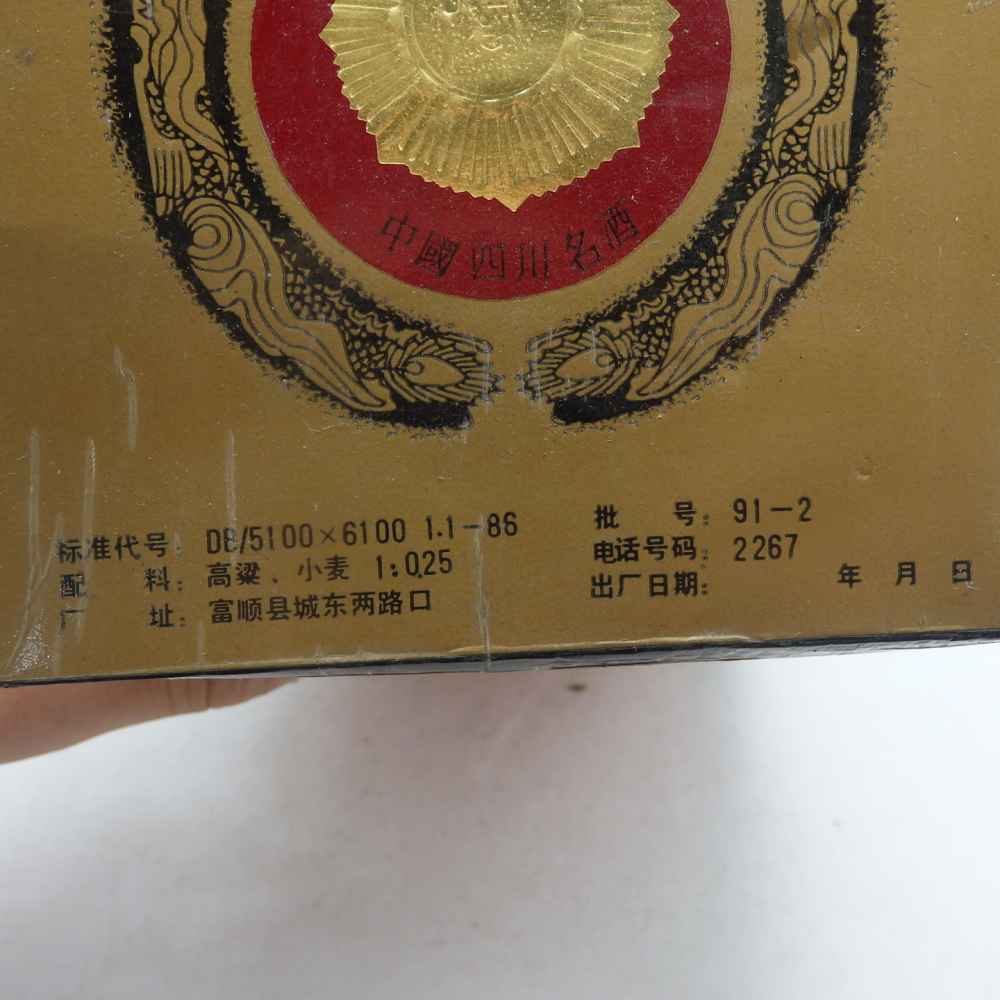 中國四川名酒
标准代号: DB/5100×6100 1.1-86
配 料: 高粱、小麦 1:0.25
厂 址: 富顺县城东两路口
批 号: 91-2
电话号码: 2267
出厂日期: 年 月 日